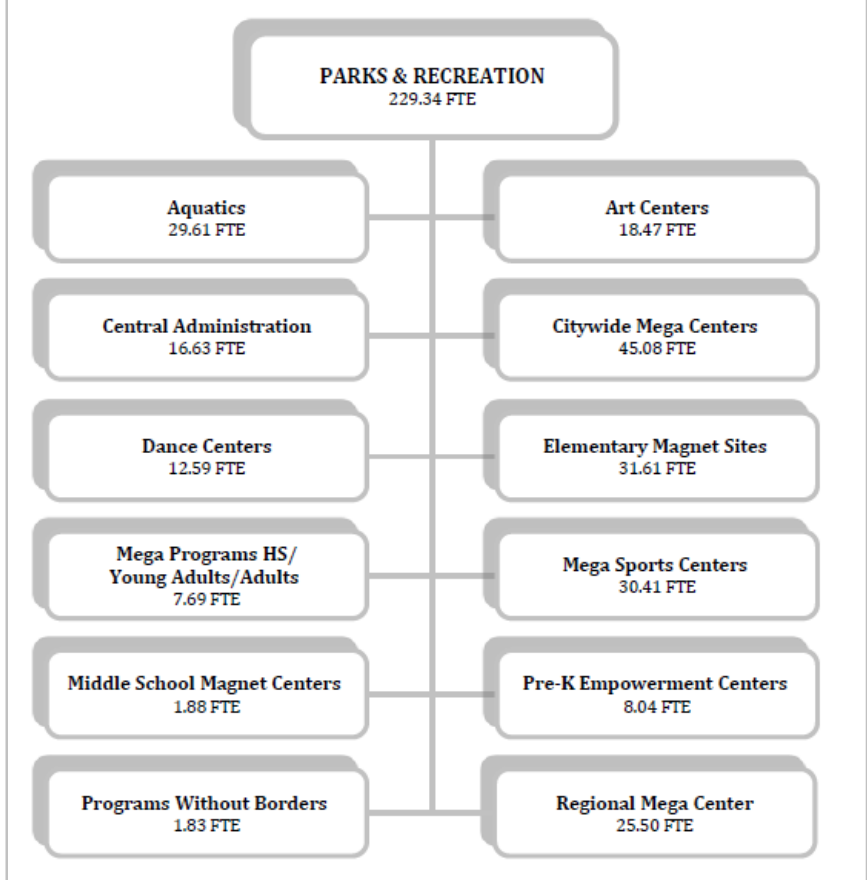 PARKS & RECREATION
229.34 FTE
Aquatics
29.61 FTE
Art Centers
18.47 FTE
Central Administration
16.63 FTE
Citywide Mega Centers
45.08 FTE
Dance Centers
12.59 FTE
Elementary Magnet Sites
31.61 FTE
Mega Programs HS/
Young Adults/Adults
7.69 FTE
Mega Sports Centers
30.41 FTE
Middle School Magnet Centers
1.88 FTE
Pre-K Empowerment Centers
8.04 FTE
Programs Without Borders
1.83 FTE
Regional Mega Center
25.50 FTE